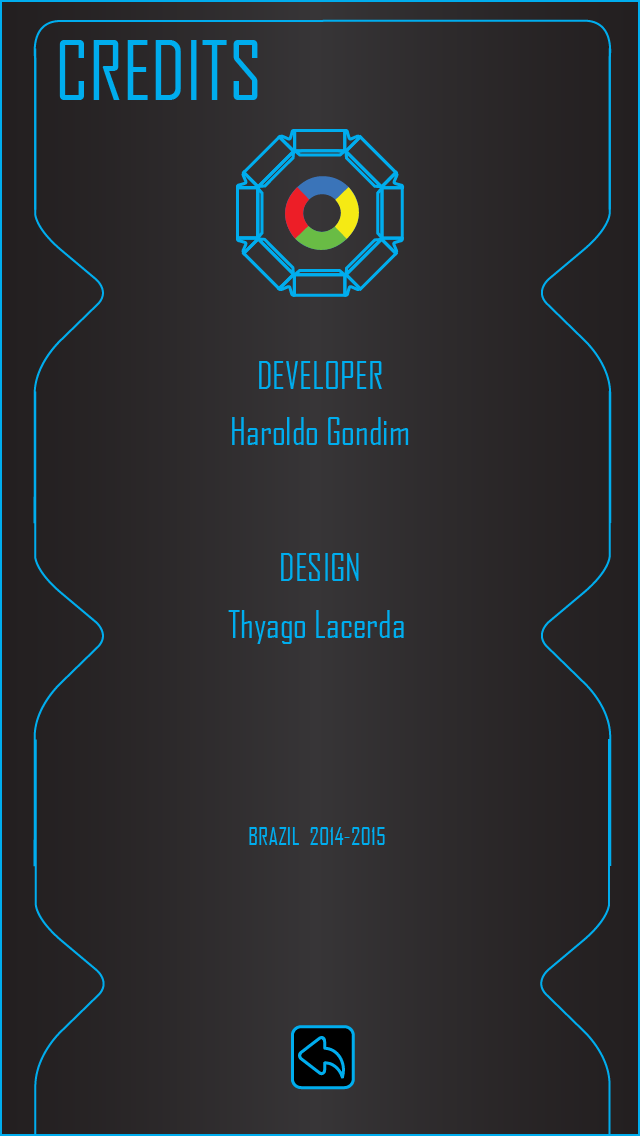 CREDITS
DEVELOPER
Haroldo Gondim
DESIGN
Thyago Lacerda
BRAZIL 2014-2015